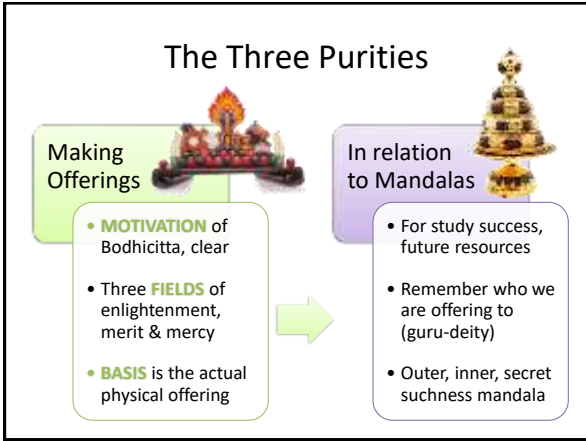 The Three Purities
Making
Offerings
• MOTIVATION of
Bodhicitta, clear
• Three FIELDS of
enlightenment,
merit & mercy
• BASIS is the actual
physical offering
In relation
to Mandalas
• For study success,
future resources
• Remember who we
are offering to
(guru-deity)
• Outer, inner, secret
suchness mandala